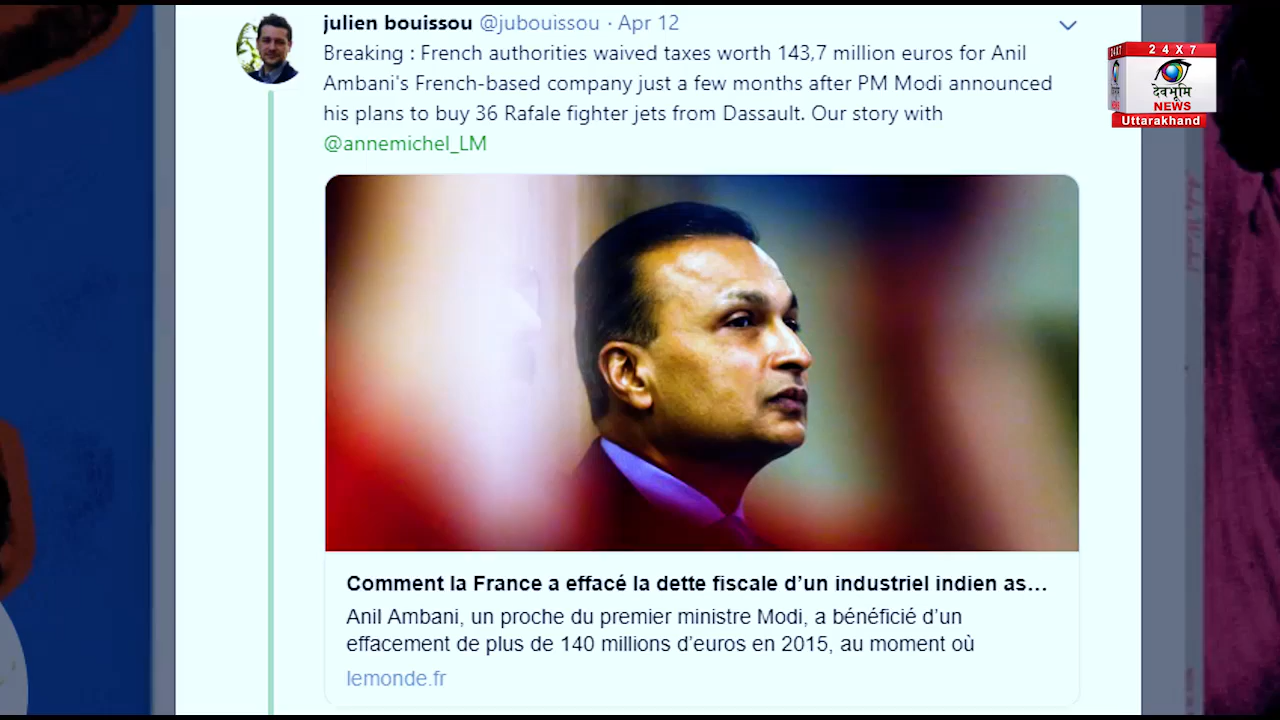 julien bouissou @jubouissou · Apr 12
Breaking : French authorities waived taxes worth 143,7 million euros for Anil
Ambani's French-based company just a few months after PM Modi announced
his plans to buy 36 Rafale fighter jets from Dassault. Our story with
@annemichel_LM
24X7
24X7
देवभूमि
NEWS
NEWS
Uttarakhand
Comment la France a effacé la dette fiscale d’un industriel indien as…
Anil Ambani, un proche du premier ministre Modi, a bénéficié d’un
effacement de plus de 140 millions d’euros en 2015, au moment où
lemonde.fr